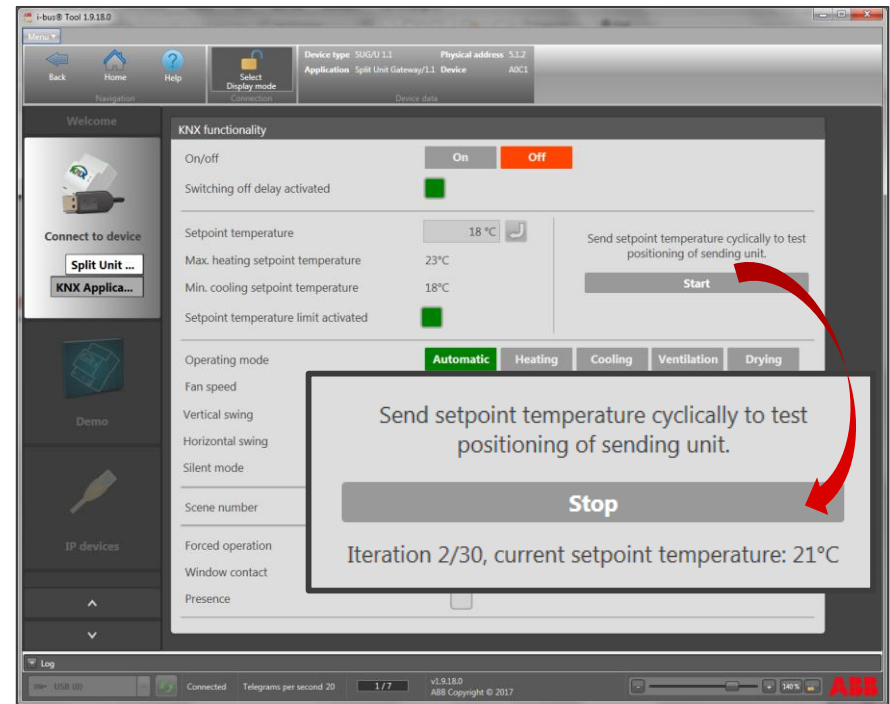 i-bus® Tool 1.9.18.0
Menu
Back
Home
Help
Select
Display mode
Navigation
Connection
Device type SUG/U 1.1 Physical address 5.1.2
Application Split Unit Gateway/1.1 Device A0C1
Device data
Welcome
Connect to device
Split Unit ...
KNX Applica...
Demo
IP devices
KNX functionality
On/off On Off
Switching off delay activated
Setpoint temperature 18 °C
Max. heating setpoint temperature 23°C
Min. cooling setpoint temperature 18°C
Setpoint temperature limit activated
Send setpoint temperature cyclically to test
positioning of sending unit.
Start
Operating mode Automatic Heating Cooling Ventilation Drying
Fan speed
Vertical swing
Horizontal swing
Silent mode
Scene number
Forced operation
Window contact
Presence
Send setpoint temperature cyclically to test
positioning of sending unit.
Stop
Iteration 2/30, current setpoint temperature: 21°C
Log
USB (0) Connected Telegrams per second 20 1/7
v1.9.18.0
ABB Copyright © 2017
140 %
ABB